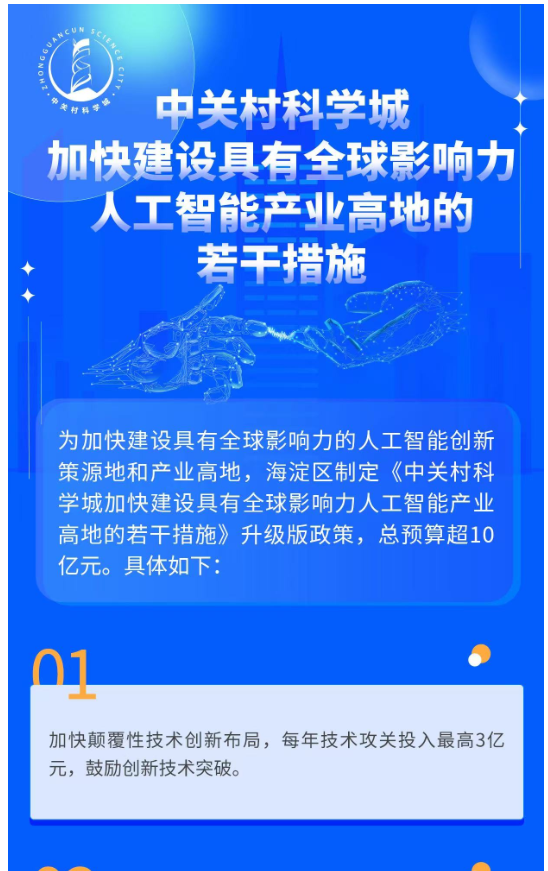 ZHONGGUANCUN SCIENCE CITY
中关村科学城
中关村科学城
加快建设具有全球影响力
人工智能产业高地的
若干措施
为加快建设具有全球影响力的人工智能创新
策源地和产业高地，海淀区制定《中关村科
学城加快建设具有全球影响力人工智能产业
高地的若干措施》升级版政策，总预算超10
亿元。具体如下：
01
加快颠覆性技术创新布局，每年技术攻关投入最高3亿
元，鼓励创新技术突破。